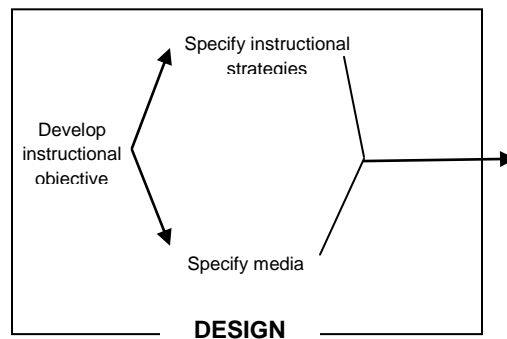 Specify instructional
strategies
Develop
instructional
objective
Specify media
DESIGN